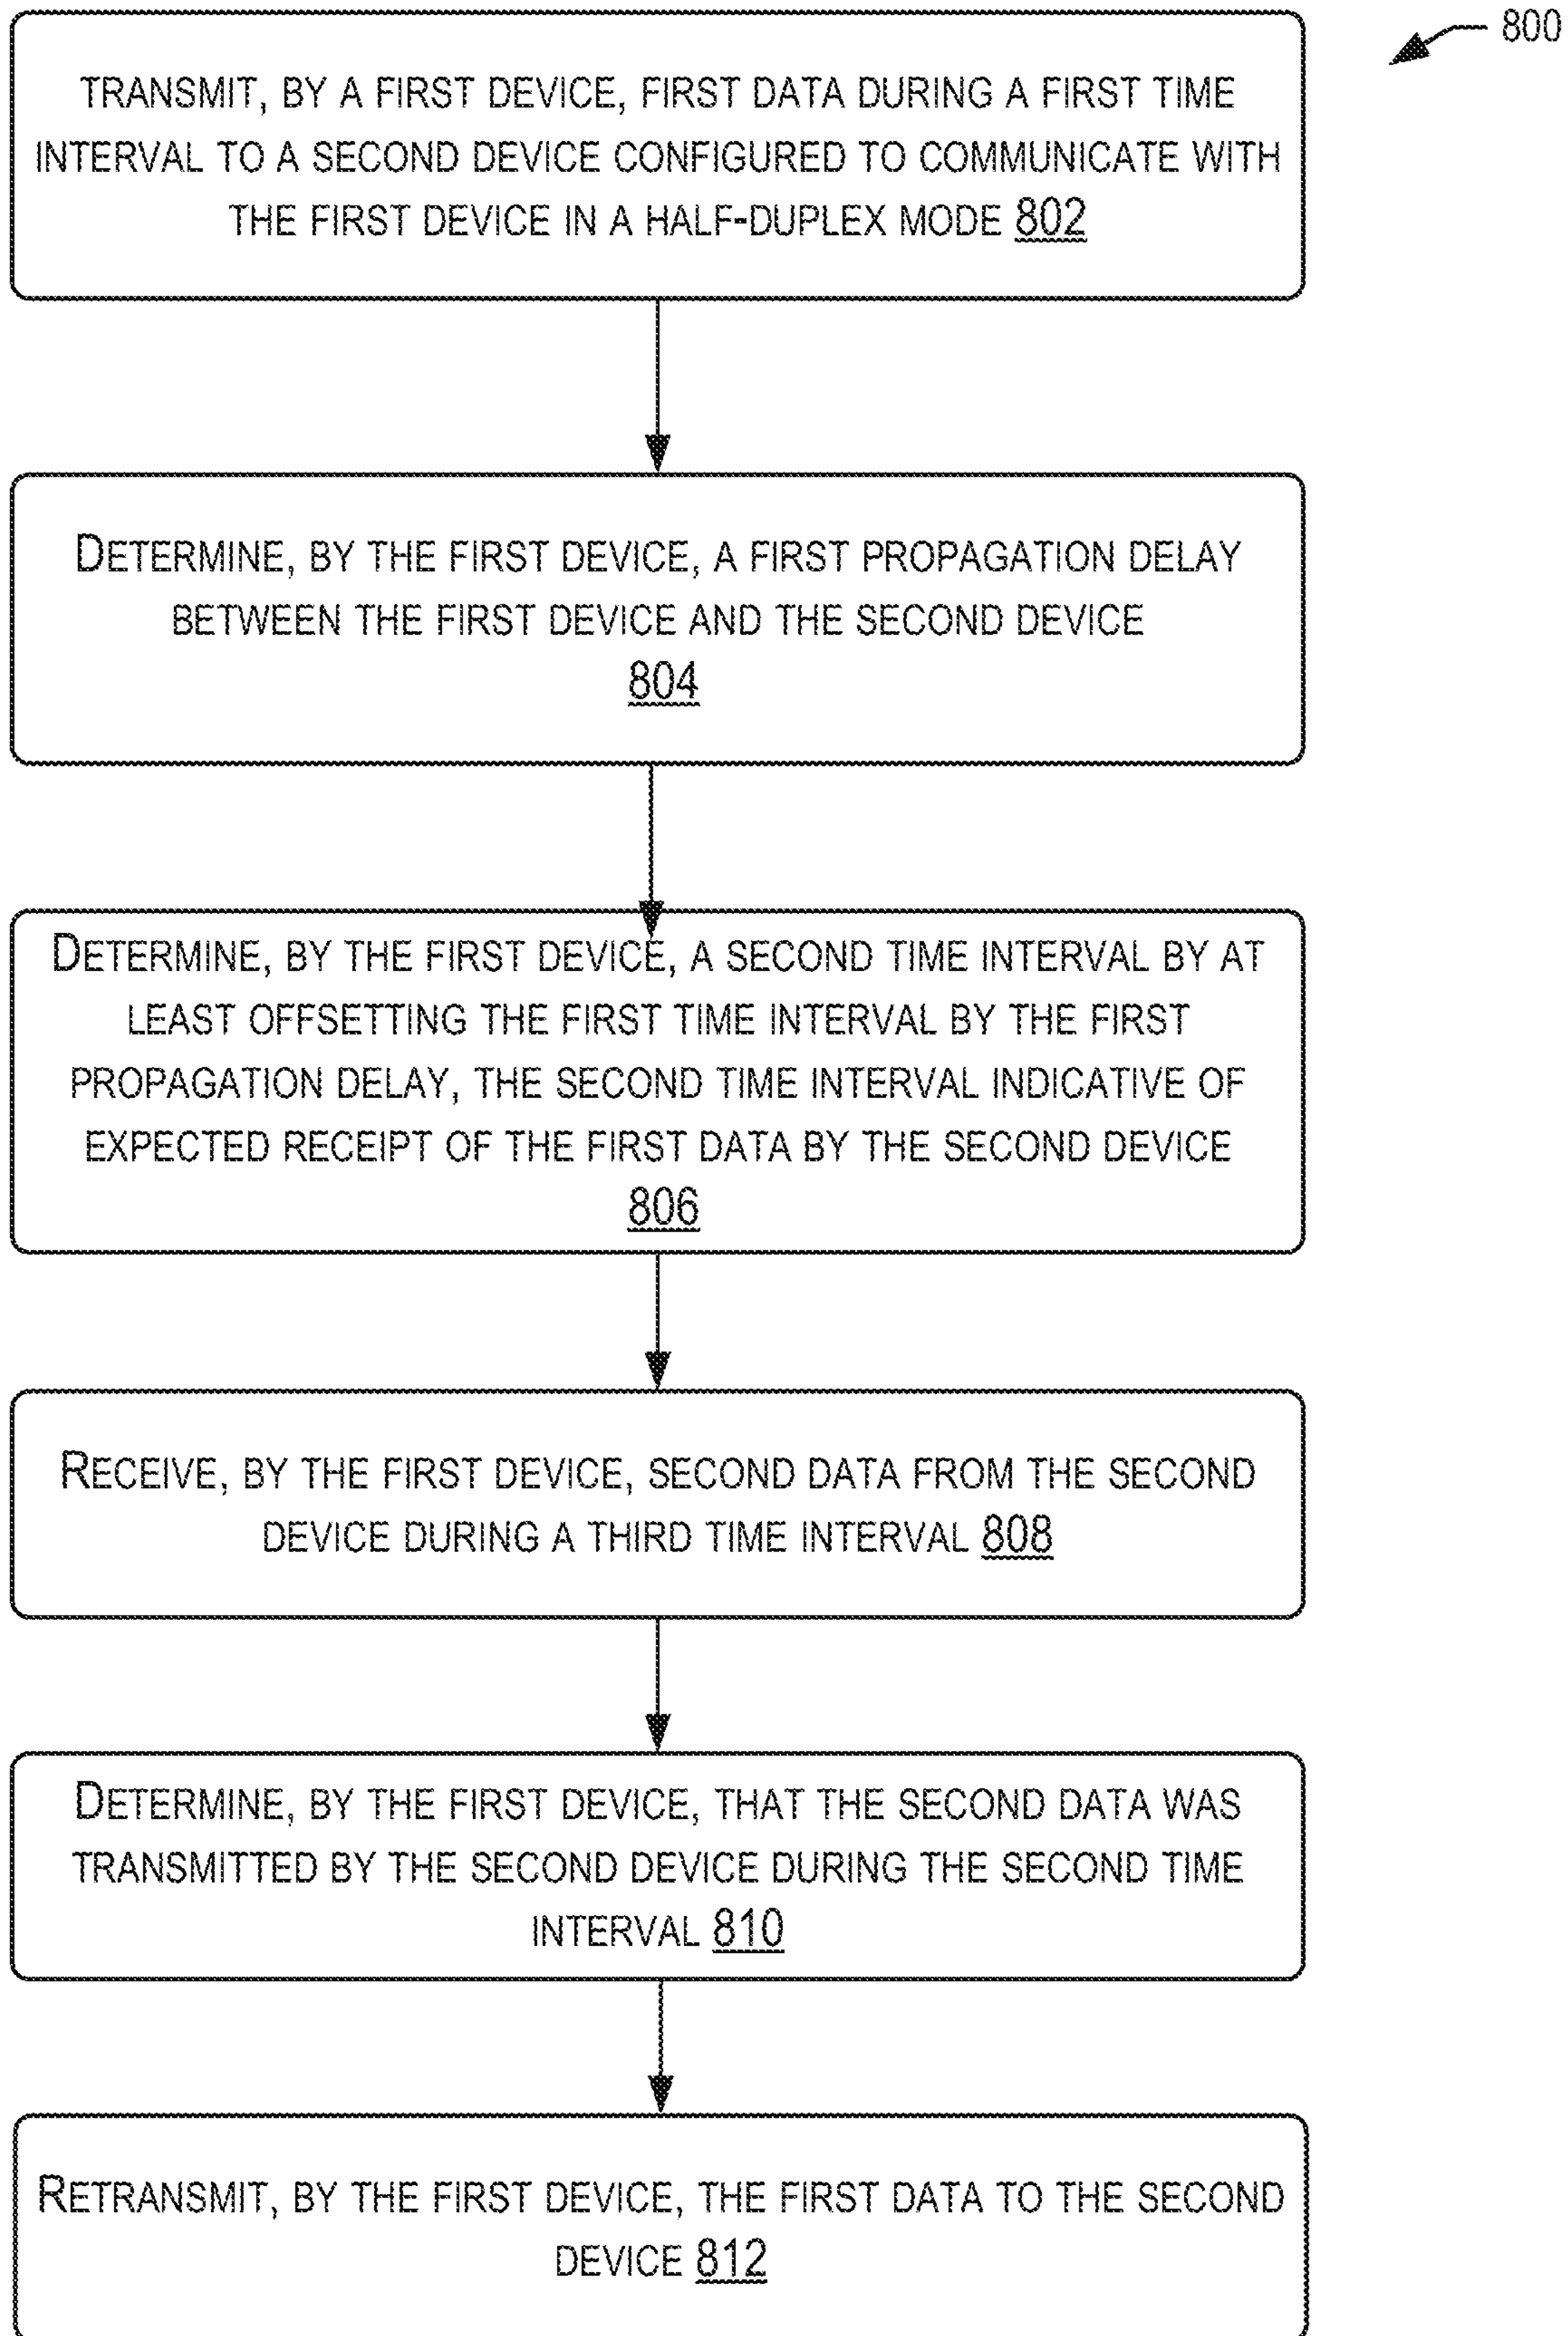 800
TRANSMIT, BY A FIRST DEVICE, FIRST DATA DURING A FIRST TIME
INTERVAL TO A SECOND DEVICE CONFIGURED TO COMMUNICATE WITH
THE FIRST DEVICE IN A HALF-DUPLEX MODE 802
DETERMINE, BY THE FIRST DEVICE, A FIRST PROPAGATION DELAY
BETWEEN THE FIRST DEVICE AND THE SECOND DEVICE
804
DETERMINE, BY THE FIRST DEVICE, A SECOND TIME INTERVAL BY AT
LEAST OFFSETTING THE FIRST TIME INTERVAL BY THE FIRST
PROPAGATION DELAY, THE SECOND TIME INTERVAL INDICATIVE OF
EXPECTED RECEIPT OF THE FIRST DATA BY THE SECOND DEVICE
806
RECEIVE, BY THE FIRST DEVICE, SECOND DATA FROM THE SECOND
DEVICE DURING A THIRD TIME INTERVAL 808
DETERMINE, BY THE FIRST DEVICE, THAT THE SECOND DATA WAS
TRANSMITTED BY THE SECOND DEVICE DURING THE SECOND TIME
INTERVAL 810
RETRANSMIT, BY THE FIRST DEVICE, THE FIRST DATA TO THE SECOND
DEVICE 812